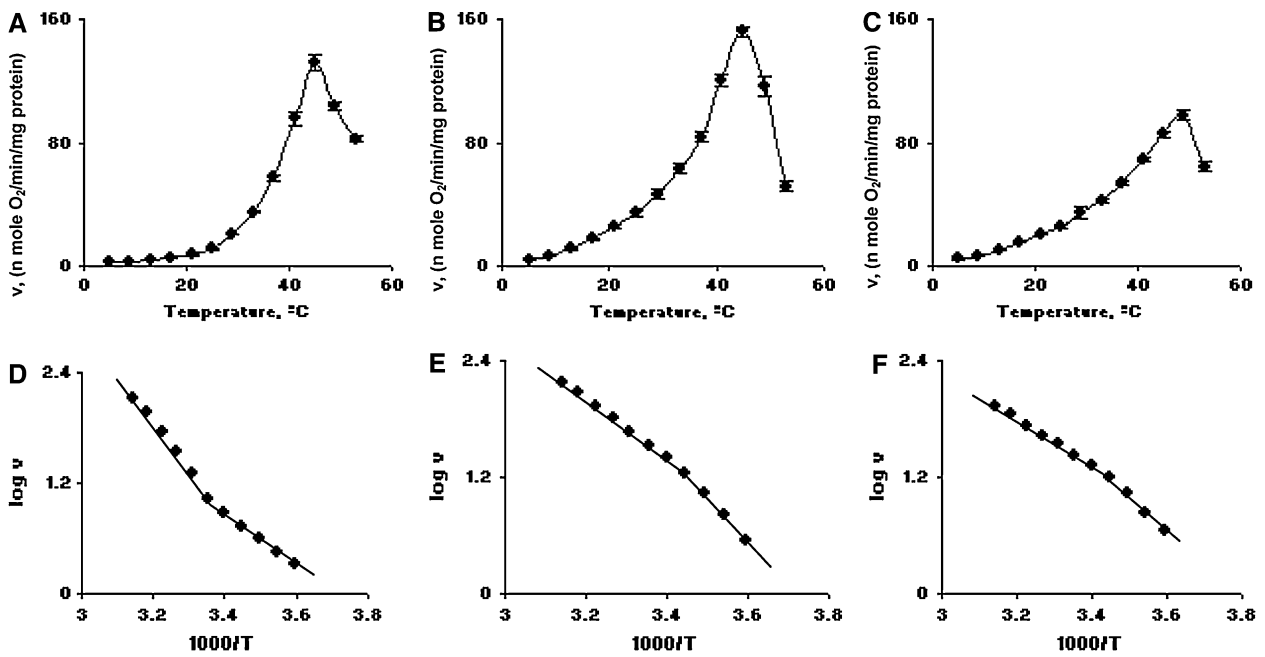 A
v, (n mole O2/min/mg protein)
160
80
0
0 20 40 60
Temperature, ºC
B
v, (n mole O2/min/mg protein)
160
80
0
0 20 40 60
Temperature, ºC
C
v, (n mole O2/min/mg protein)
160
80
0
0 20 40 60
Temperature, ºC
D
log v
2.4
1.2
0
3 3.2 3.4 3.6 3.8
1000/T
E
log v
2.4
1.2
0
3 3.2 3.4 3.6 3.8
1000/T
F
log v
2.4
1.2
0
3 3.2 3.4 3.6 3.8
1000/T